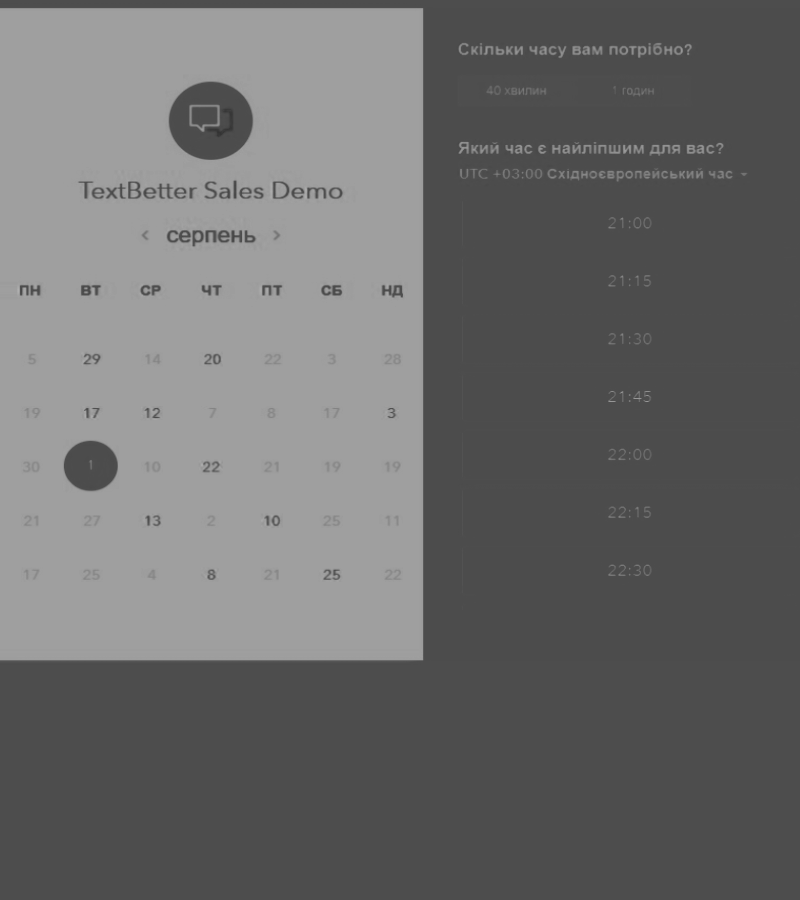 TextBetter Sales Demo
серпень
ПН ВТ СР ЧТ ПТ СБ НД
5 29 14 20 22 3 28
19 17 12 7 8 17 3
30 1 10 22 21 19 19
21 27 13 2 10 25 11
17 25 4 8 21 25 22
Скільки часу вам потрібно?
40 хвилин 1 годин
Який час є найліпшим для вас?
UTC +03:00 Східноєвропейський час
21:00
21:15
21:30
21:45
22:00
22:15
22:30